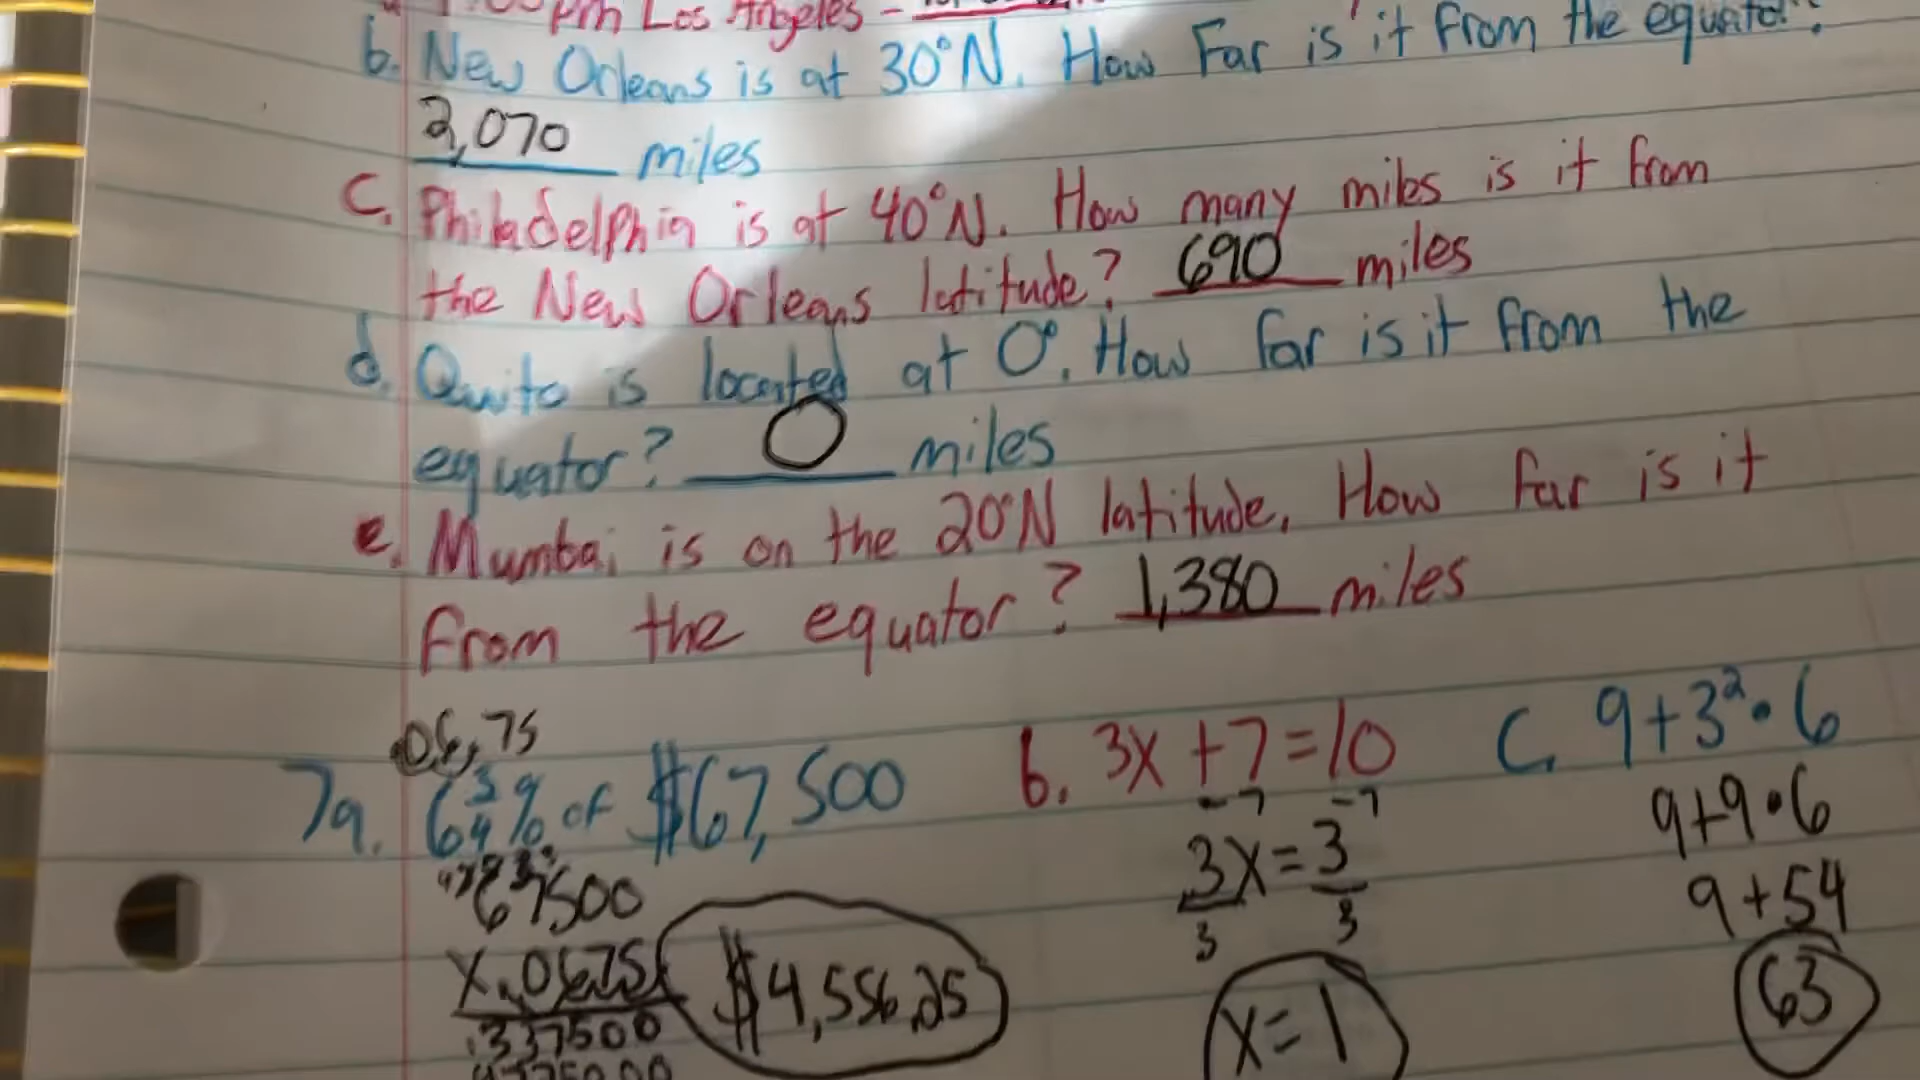 pm Los Angeles -
b. New Orleans is at 30°N. How Far is it from the equator?
2,070 miles
C. Philadelphia is at 40°N. How many miles is it from
the New Orleans latitude? 690 miles
d. Quito is located at 0°. How far is it from the
equator? 0 miles
e. Mumbai is on the 20°N latitude. How far is it
from the equator? 1,380 miles
7a. 6 3/4 % of $67,500
67500
x .0675
337500
$4,556.25
b. 3x + 7 = 10
-7 -7
3x = 3
3 3
x = 1
C. 9 + 3² • 6
9 + 9 • 6
9 + 54
63